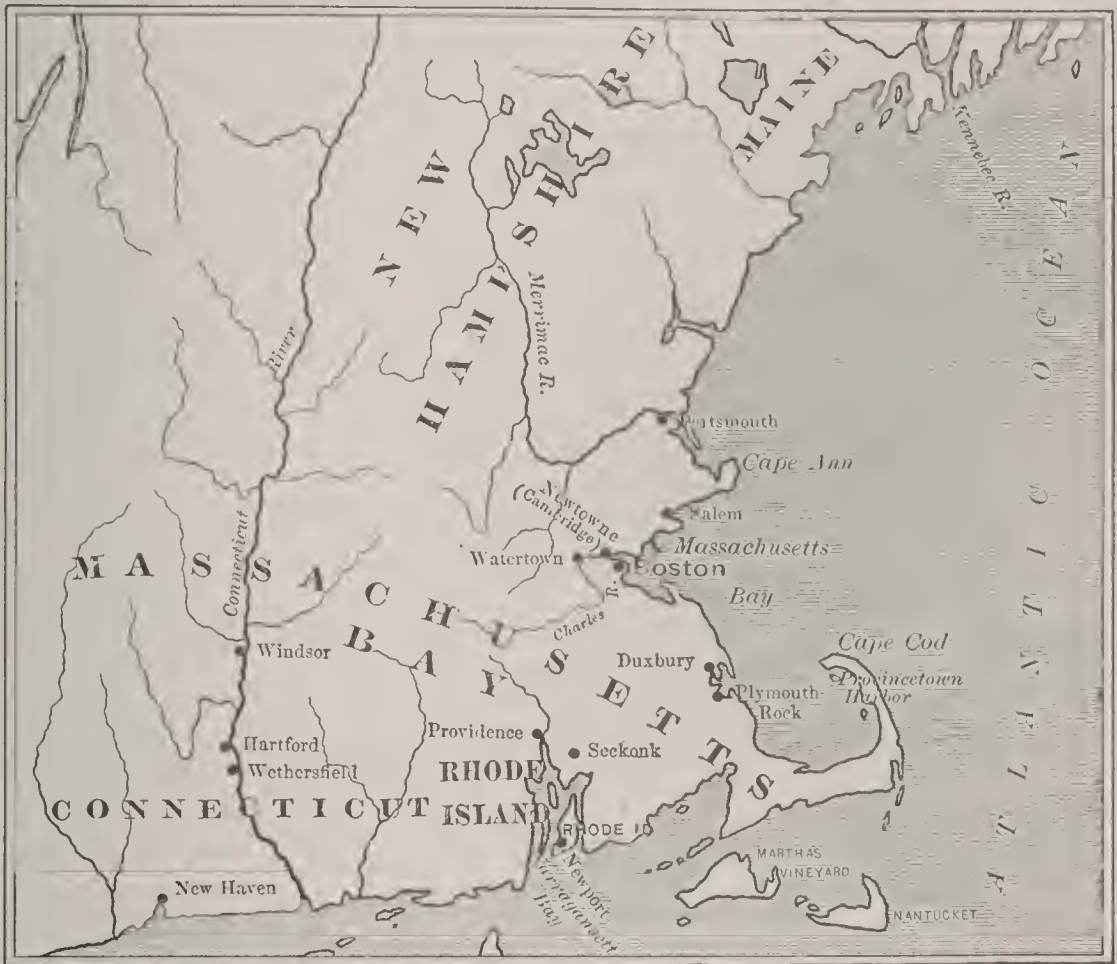 NEW
HAMPSHIRE
MAINE
Kennebec R.
ATLANTIC OCEAN
River
Merrimac R.
Portsmouth
Cape Ann
Newtowne
(Cambridge)
Salem
Watertown
Massachusetts
Boston
Bay
Connecticut
MASSACHUSETTS
BAY
Charles R.
Windsor
Cape Cod
Duxbury
Provincetown
Harbor
Plymouth-
Rock
Providence
Hartford
Seekonk
Wethersfield
RHODE
ISLAND
CONNECTICUT
RHODE ID
MARTHAS
VINEYARD
New Haven
Newport
Narragansett
Bay
NANTUCKET